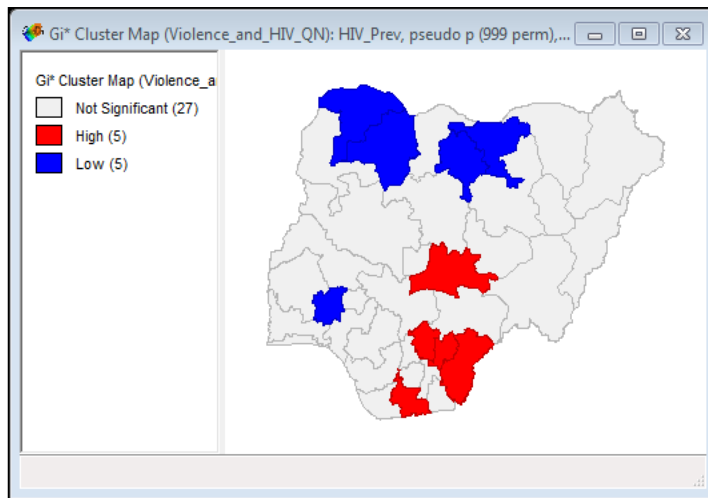 Gi* Cluster Map (Violence_and_HIV_QN): HIV_Prev, pseudo p (999 perm),...
Gi* Cluster Map (Violence_a
Not Significant (27)
High (5)
Low (5)